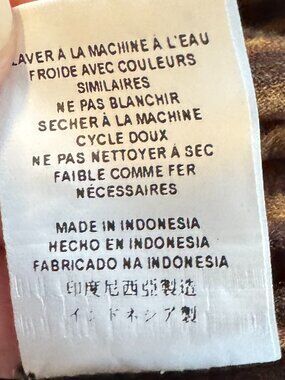 LAVER À LA MACHINE À L'EAU
FROIDE AVEC COULEURS
SIMILAIRES
NE PAS BLANCHIR
SECHER À LA MACHINE
CYCLE DOUX
NE PAS NETTOYER À SEC
FAIBLE COMME FER
NÉCESSAIRES
MADE IN INDONESIA
HECHO EN INDONESIA
FABRICADO NA INDONESIA
印度尼西亞製造
インドネシア製